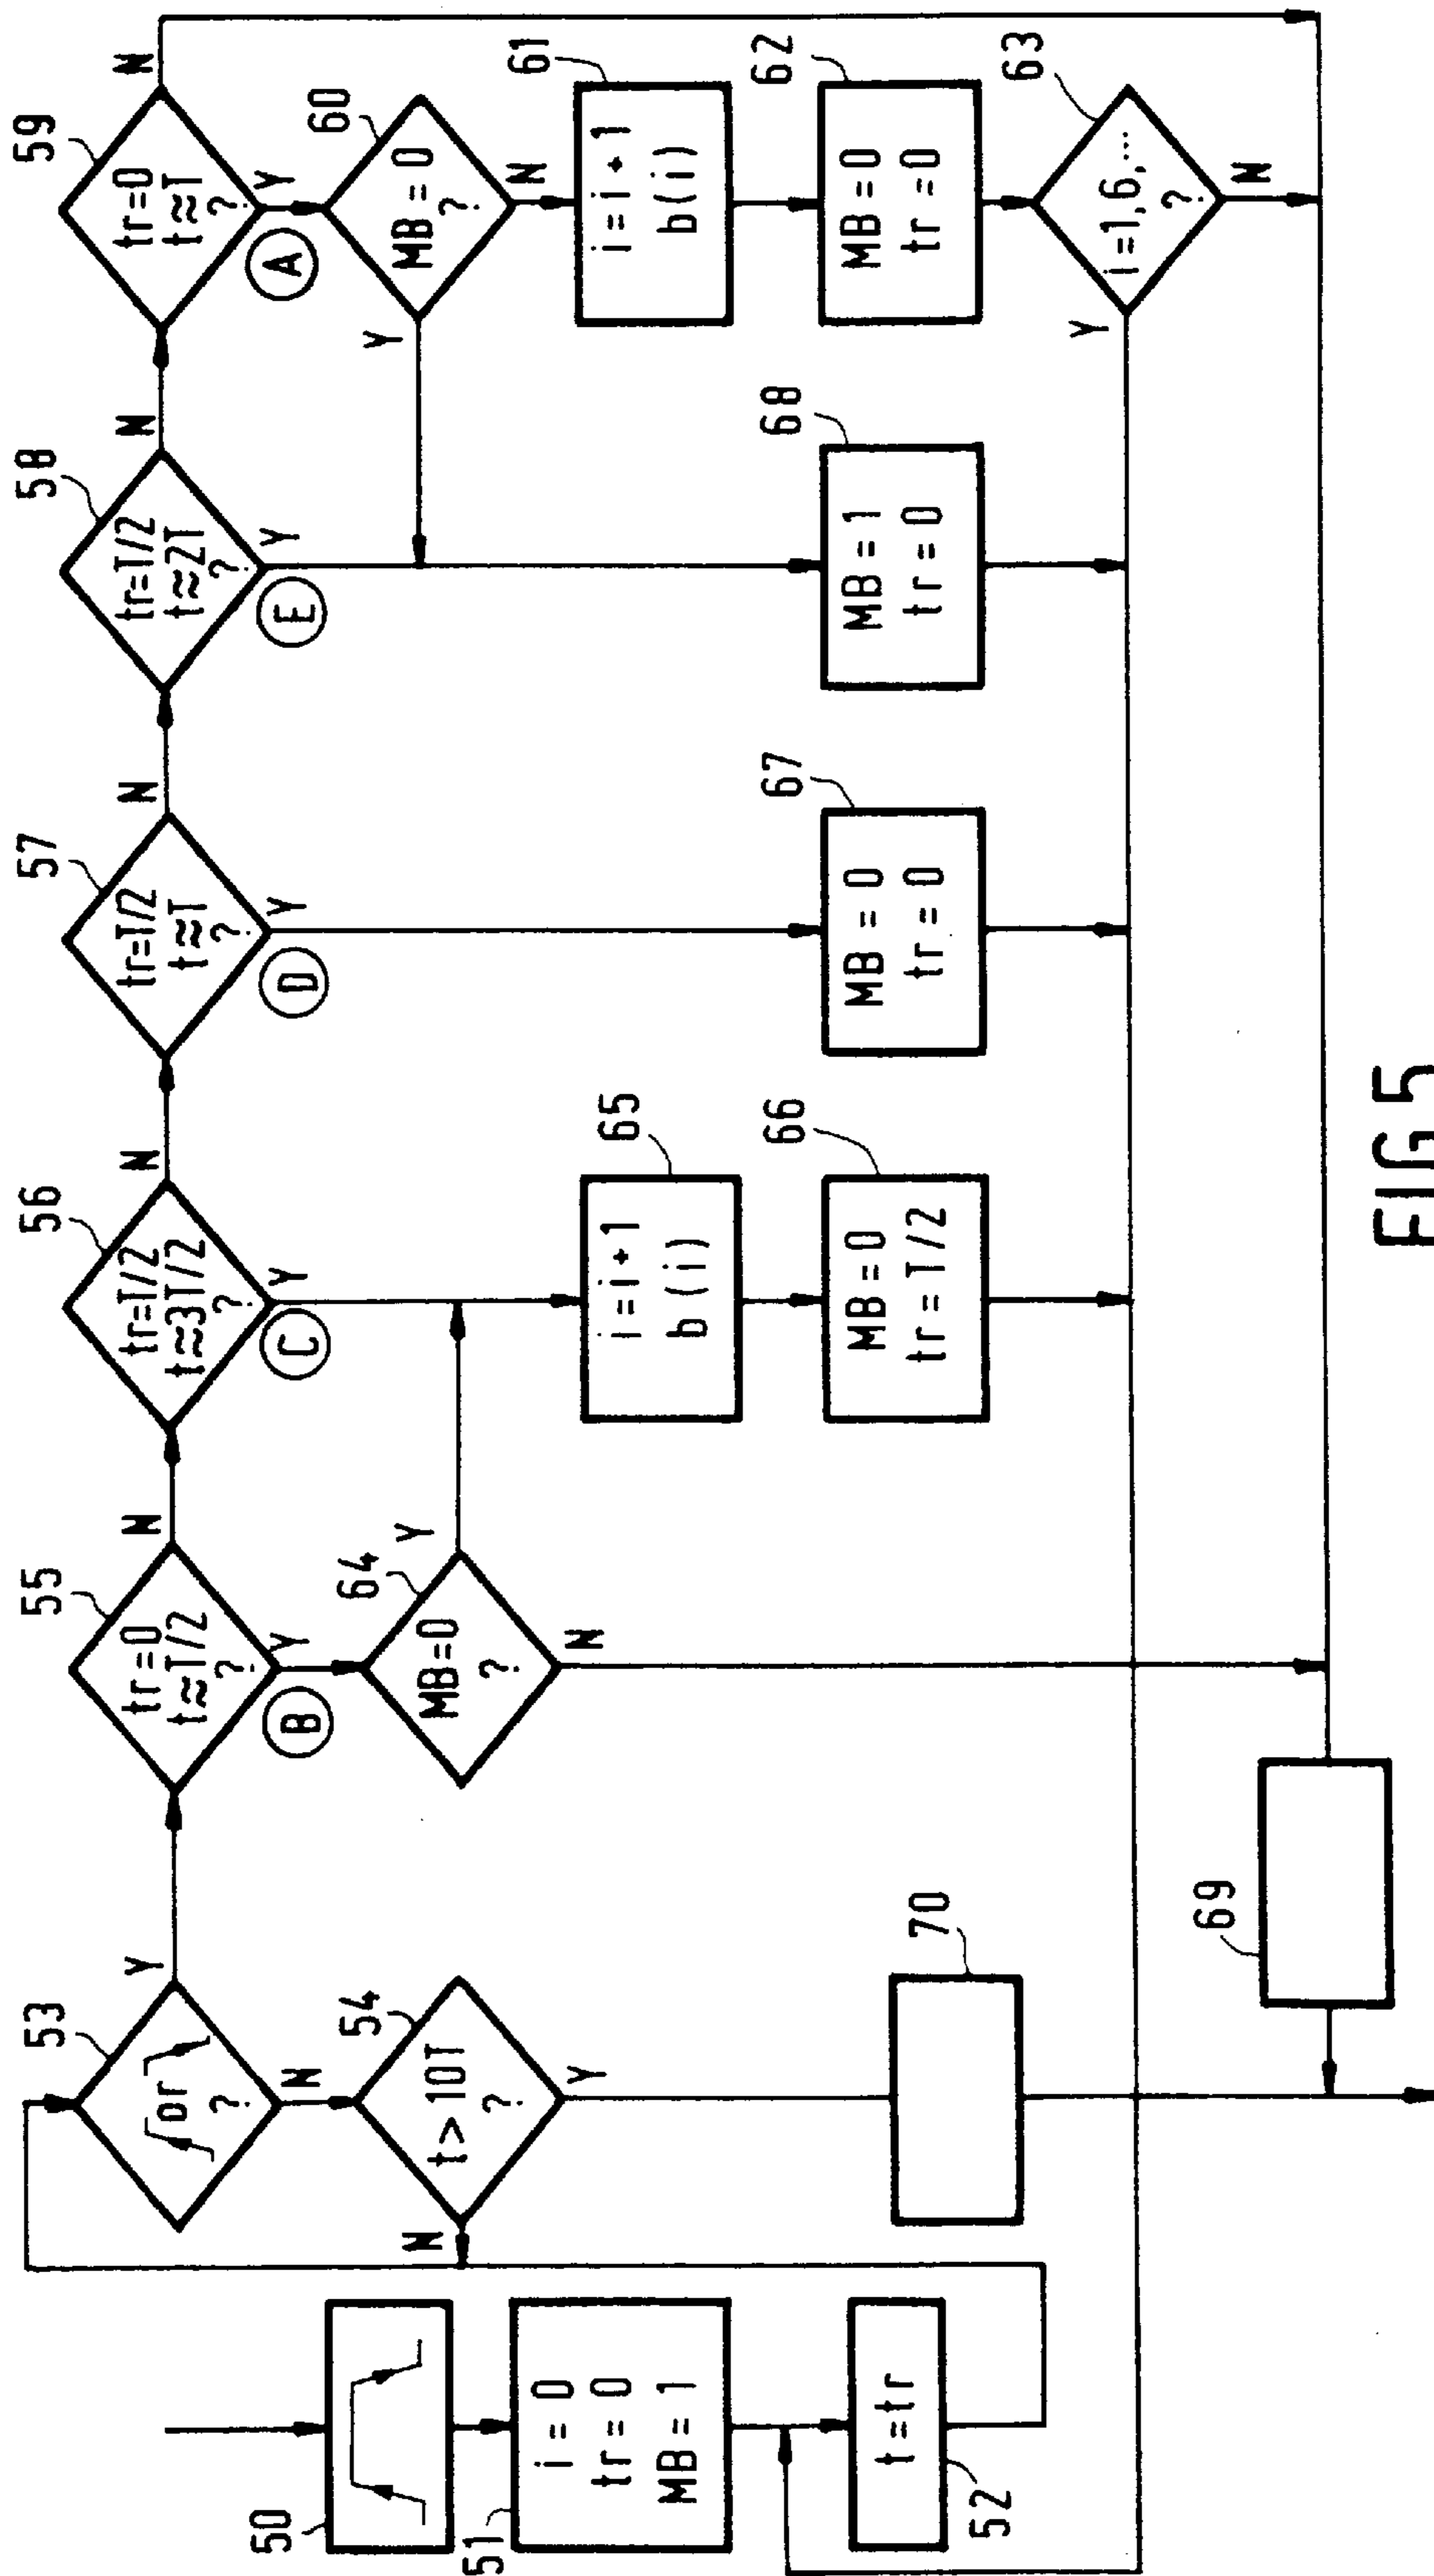 50
51
i = 0
tr = 0
MB = 1
t = tr
52
53
or
?
Y
N
54
t > 10T
?
N
Y
70
69
55
tr = 0
t ≈ T/2
?
N
Y
B
64
MB = 0
?
Y
N
56
tr = T/2
t ≈ 3T/2
?
N
Y
C
65
i = i + 1
b (i)
66
MB = 0
tr = T/2
57
tr = T/2
t ≈ T
?
N
Y
D
67
MB = 0
tr = 0
58
tr = T/2
t ≈ 2T
?
N
Y
E
68
MB = 1
tr = 0
59
tr = 0
t ≈ T
?
N
Y
A
60
MB = 0
?
Y
N
61
i = i + 1
b (i)
62
MB = 0
tr = 0
63
i = 1,6,...
?
Y
N
FIG.5